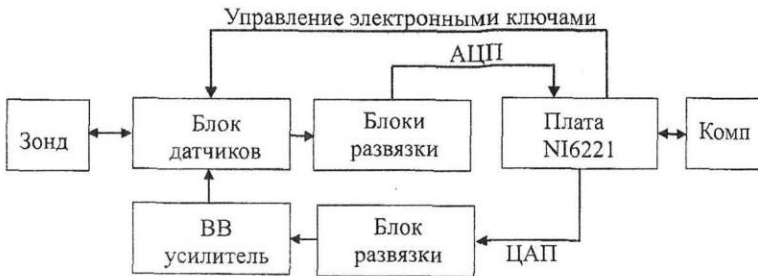 Управление электронными ключами
АЦП
Зонд
Блок
датчиков
Блоки
развязки
Плата
NI6221
Комп
ВВ
усилитель
Блок
развязки
ЦАП